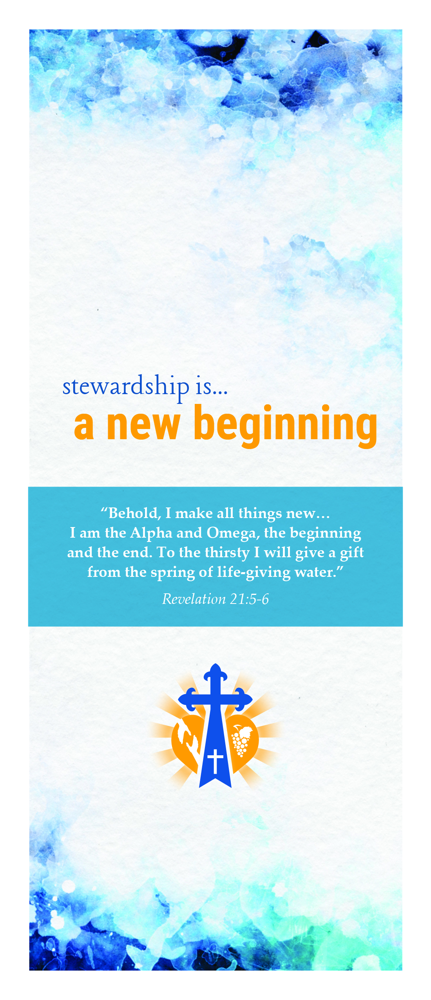 stewardship is...
a new beginning
“Behold, I make all things new…
I am the Alpha and Omega, the beginning
and the end. To the thirsty I will give a gift
from the spring of life-giving water.”
Revelation 21:5-6